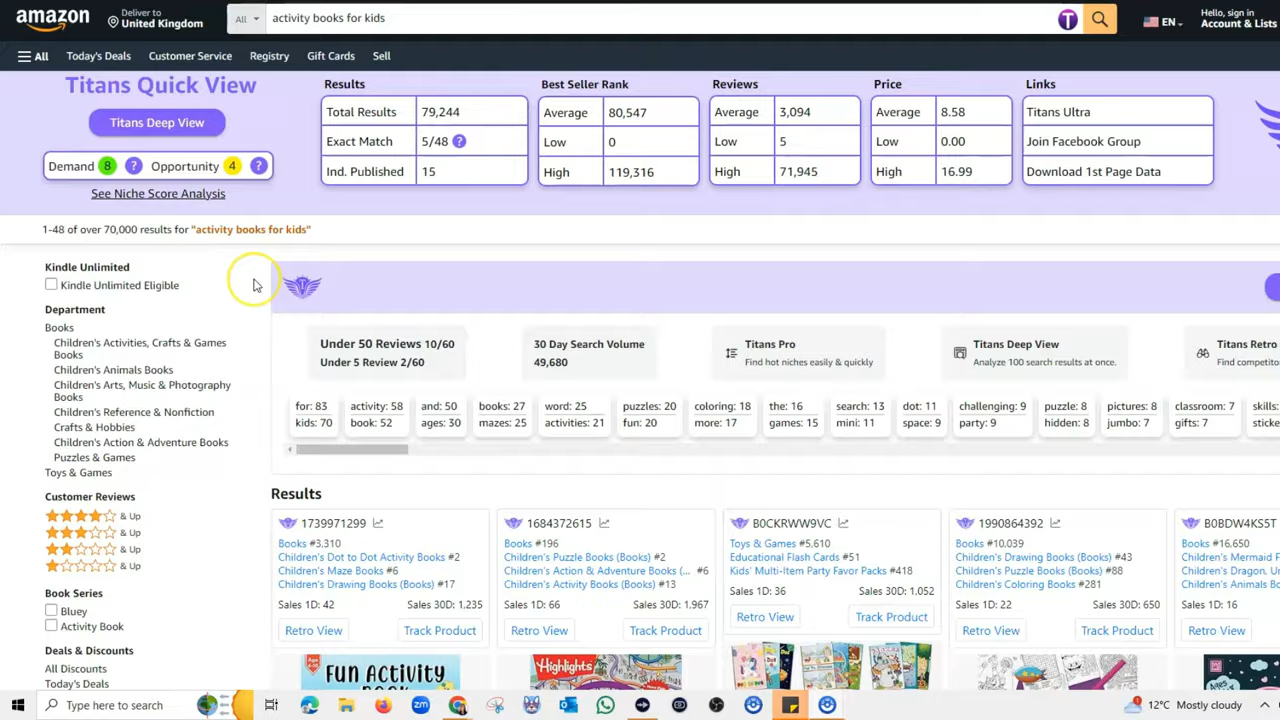 amazon
Deliver to
United Kingdom
All
activity books for kids
T
EN
Hello, sign in
Account & Lists
All
Today's Deals
Customer Service
Registry
Gift Cards
Sell
Titans Quick View
Titans Deep View
Demand 8 ? Opportunity 4 ?
See Niche Score Analysis
Results
Total Results 79,244
Exact Match 5/48 ?
Ind. Published 15
Best Seller Rank
Average 80,547
Low 0
High 119,316
Reviews
Average 3,094
Low 5
High 71,945
Price
Average 8.58
Low 0.00
High 16.99
Links
Titans Ultra
Join Facebook Group
Download 1st Page Data
1-48 of over 70,000 results for "activity books for kids"
Kindle Unlimited
Kindle Unlimited Eligible
Department
Books
Children's Activities, Crafts & Games
Books
Children's Animals Books
Children's Arts, Music & Photography
Books
Children's Reference & Nonfiction
Crafts & Hobbies
Children's Action & Adventure Books
Puzzles & Games
Toys & Games
Customer Reviews
& Up
& Up
& Up
& Up
Book Series
Bluey
Activity Book
Deals & Discounts
All Discounts
Today's Deals
Under 50 Reviews 10/60
Under 5 Review 2/60
30 Day Search Volume
49,680
Titans Pro
Find hot niches easily & quickly
Titans Deep View
Analyze 100 search results at once.
Titans Retro
Find competito
for: 83 activity: 58 and: 50 books: 27 word: 25 puzzles: 20 coloring: 18 the: 16 search: 13 dot: 11 challenging: 9 puzzle: 8 pictures: 8 classroom: 7 skills:
kids: 70 book: 52 ages: 30 mazes: 25 activities: 21 fun: 20 more: 17 games: 15 mini: 11 space: 9 party: 9 hidden: 8 jumbo: 7 gifts: 7 sticke
Results
1739971299
Books #3,310
Children's Dot to Dot Activity Books #2
Children's Maze Books #6
Children's Drawing Books (Books) #17
Sales 1D: 42 Sales 30D: 1,235
Retro View Track Product
FUN ACTIVITY
1684372615
Books #196
Children's Puzzle Books (Books) #2
Children's Action & Adventure Books (... #6
Children's Activity Books (Books) #13
Sales 1D: 66 Sales 30D: 1,967
Retro View Track Product
Highlights
B0CKRWW9VC
Toys & Games #5,610
Educational Flash Cards #51
Kids' Multi-Item Party Favor Packs #418
Sales 1D: 36 Sales 30D: 1,052
Retro View Track Product
1990864392
Books #10,039
Children's Drawing Books (Books) #43
Children's Puzzle Books (Books) #88
Children's Coloring Books #281
Sales 1D: 22 Sales 30D: 650
Retro View Track Product
B0BDW4KS5T
Books #16,650
Children's Mermaid F
Children's Dragon, Un
Children's Animals Bo
Sales 1D: 16
Retro View
Type here to search
12°C Mostly cloudy